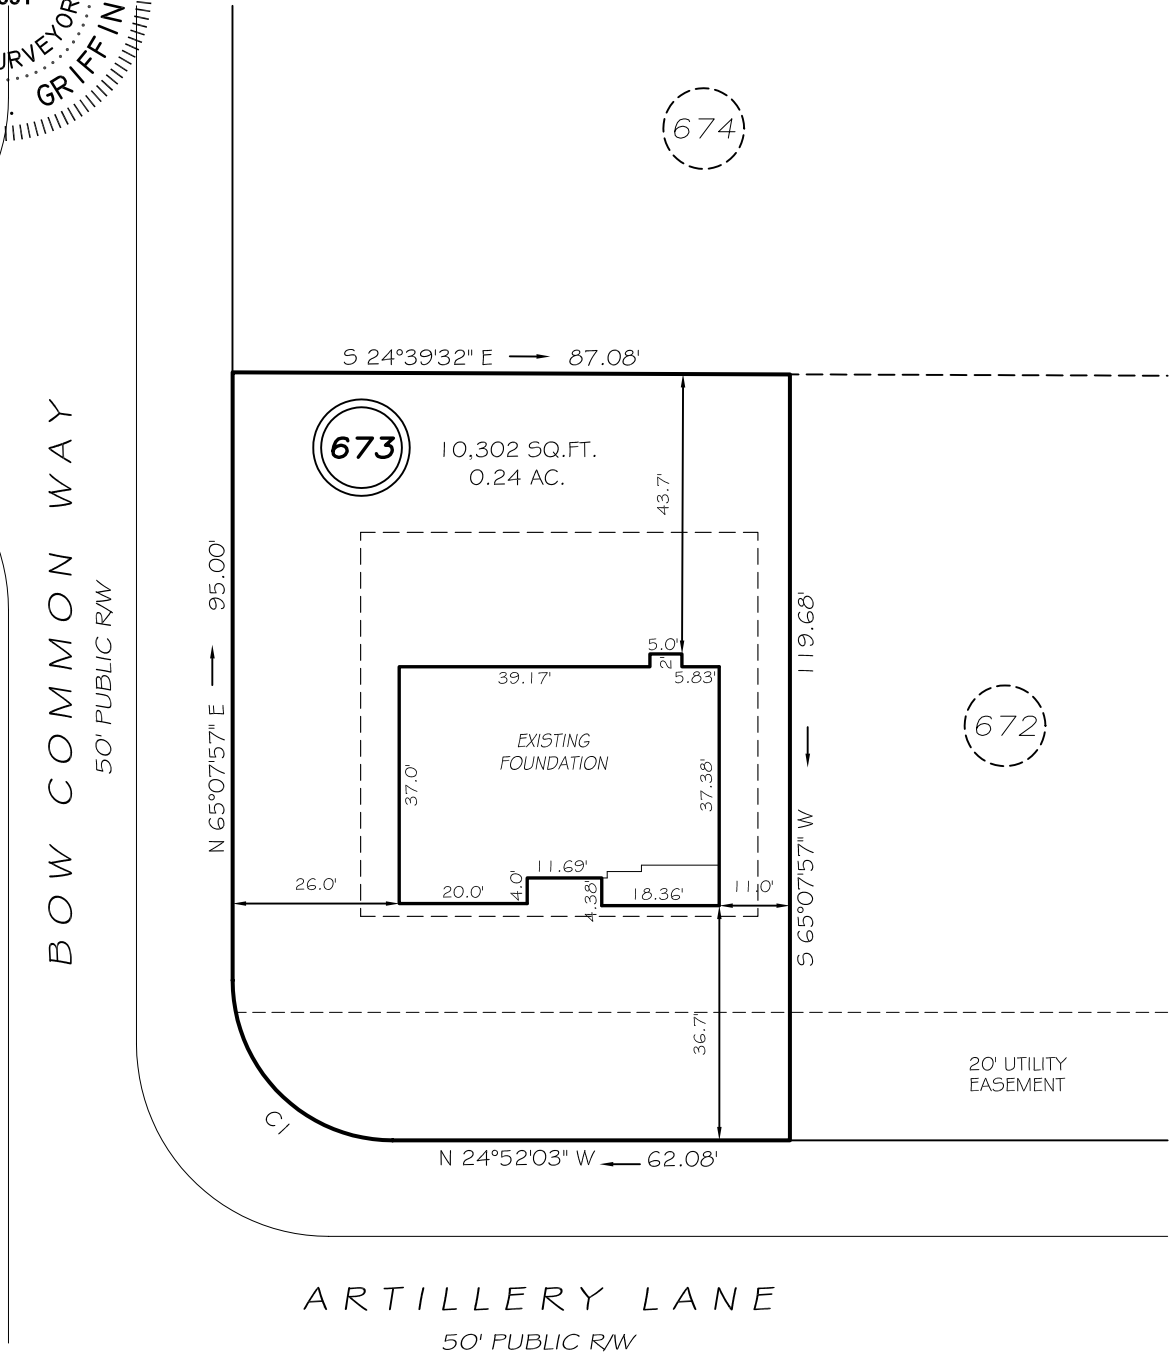 SURVEYOR
GRIFFIN
674
S 24°39'32" E 87.08'
673
10,302 SQ.FT.
0.24 AC.
43.7'
BOW COMMON WAY
50' PUBLIC R/W
N 65°07'57" E 95.00'
119.68'
S 65°07'57" W
5.0'
2'
39.17'
5.83'
EXISTING
FOUNDATION
37.0'
37.38'
672
11.69'
26.0'
20.0'
4.0'
4.38'
18.36'
11.0'
36.7'
20' UTILITY
EASEMENT
C1
N 24°52'03" W 62.08'
ARTILLERY LANE
50' PUBLIC R/W